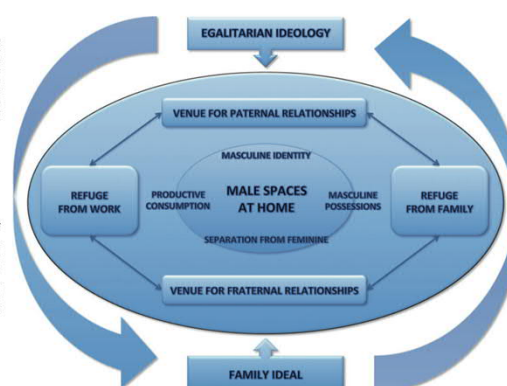 EGALITARIAN IDEOLOGY
VENUE FOR PATERNAL RELATIONSHIPS
MASCULINE IDENTITY
REFUGE
FROM WORK
PRODUCTIVE
CONSUMPTION
MALE SPACES
AT HOME
MASCULINE
POSSESSIONS
REFUGE
FROM FAMILY
SEPARATION FROM FEMININE
VENUE FOR FRATERNAL RELATIONSHIPS
FAMILY IDEAL